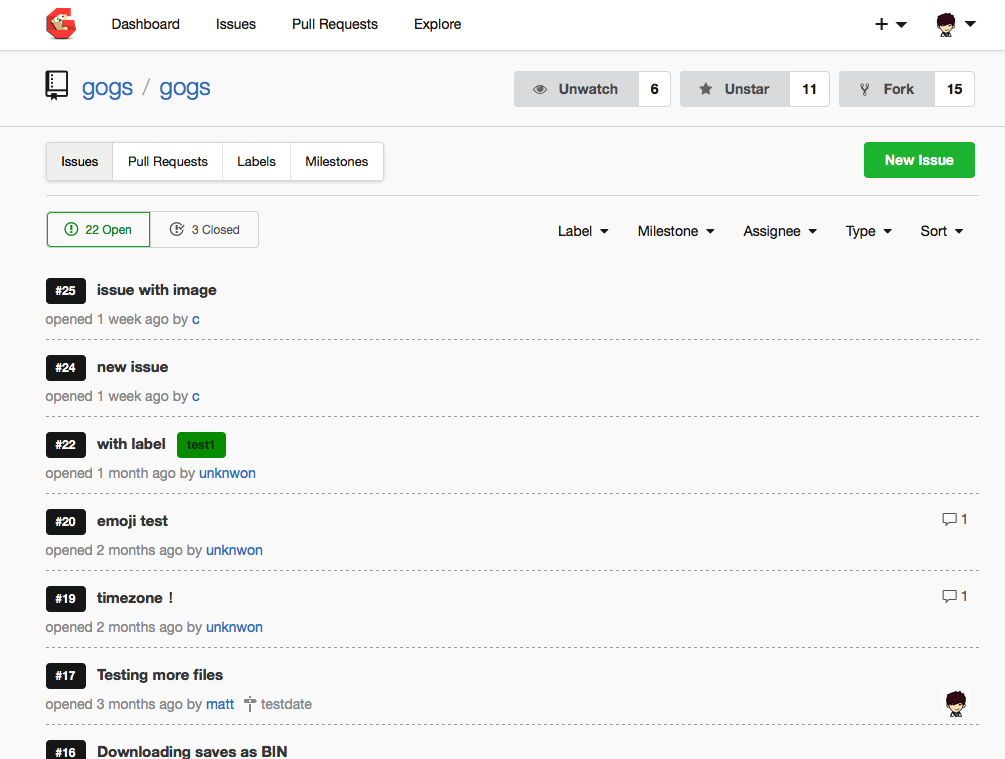 Dashboard Issues Pull Requests Explore
gogs / gogs Unwatch 6 Unstar 11 Fork 15
Issues Pull Requests Labels Milestones New Issue
22 Open 3 Closed Label Milestone Assignee Type Sort
#25 issue with image
opened 1 week ago by c
#24 new issue
opened 1 week ago by c
#22 with label test1
opened 1 month ago by unknwon
#20 emoji test 1
opened 2 months ago by unknwon
#19 timezone！ 1
opened 2 months ago by unknwon
#17 Testing more files
opened 3 months ago by matt testdate
#16 Downloading saves as BIN